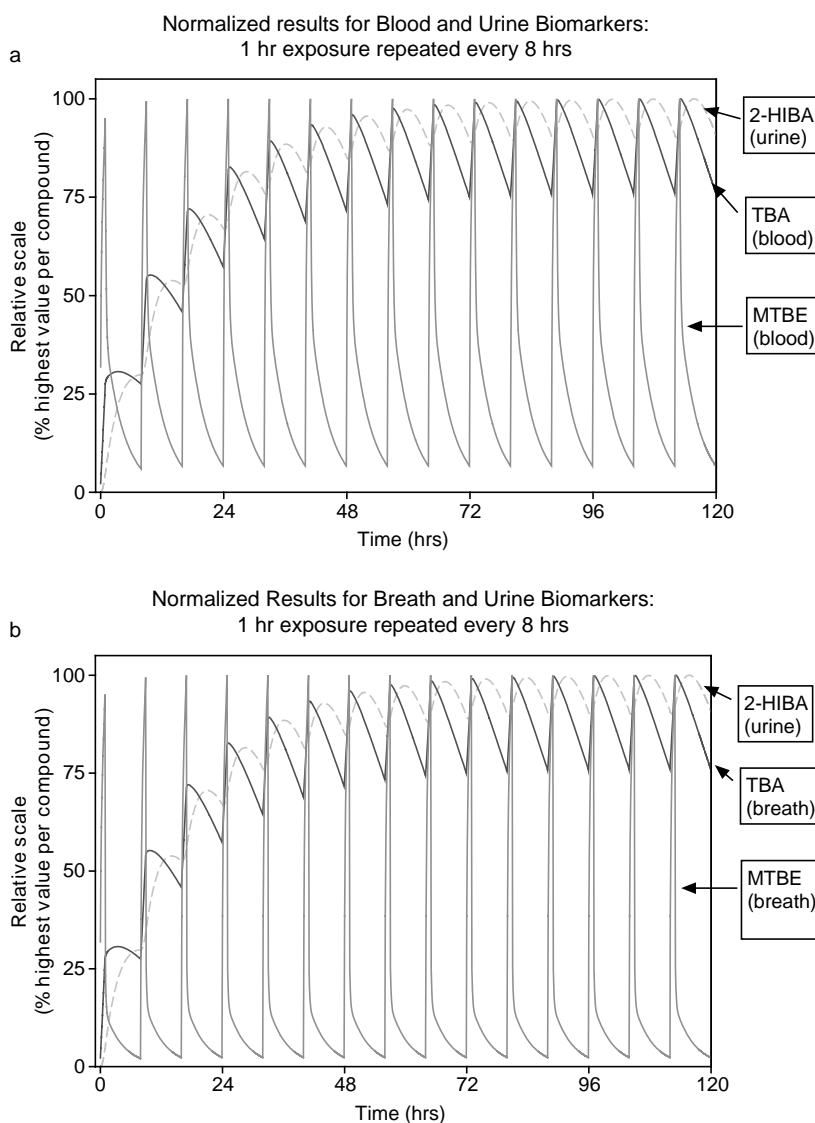 Normalized results for Blood and Urine Biomarkers:
1 hr exposure repeated every 8 hrs
a
100
75
50
25
0
Relative scale
(% highest value per compound)
0 24 48 72 96 120
Time (hrs)
2-HIBA
(urine)
TBA
(blood)
MTBE
(blood)
Normalized Results for Breath and Urine Biomarkers:
1 hr exposure repeated every 8 hrs
b
100
75
50
25
0
Relative scale
(% highest value per compound)
0 24 48 72 96 120
Time (hrs)
2-HIBA
(urine)
TBA
(breath)
MTBE
(breath)